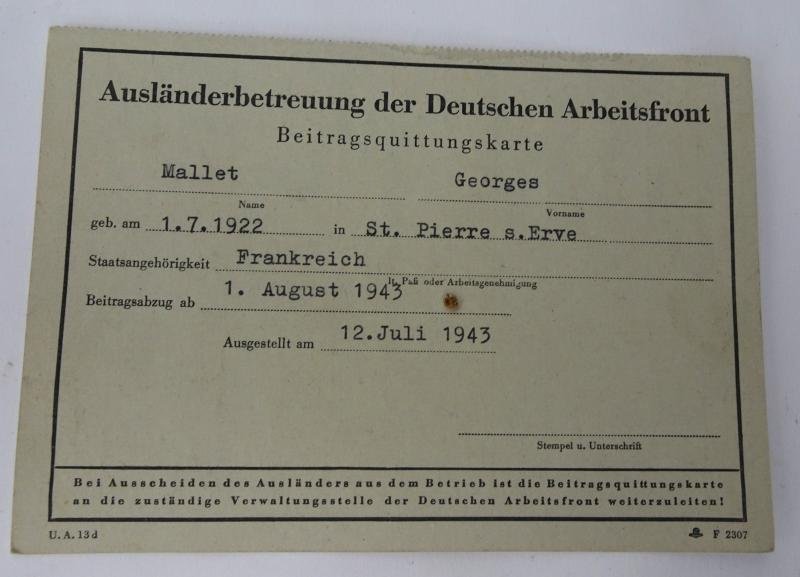 Ausländerbetreuung der Deutschen Arbeitsfront
Beitragsquittungskarte
Mallet Georges
Name Vorname
geb. am 1.7.1922 in St. Pierre s.Erve
Staatsangehörigkeit Frankreich
lt. Paß oder Arbeitsgenehmigung
Beitragsabzug ab 1. August 1943
Ausgestellt am 12.Juli 1943
Stempel u. Unterschrift
Bei Ausscheiden des Ausländers aus dem Betrieb ist die Beitragsquittungskarte
an die zuständige Verwaltungsstelle der Deutschen Arbeitsfront weiterzuleiten!
U. A. 13 d F 2307